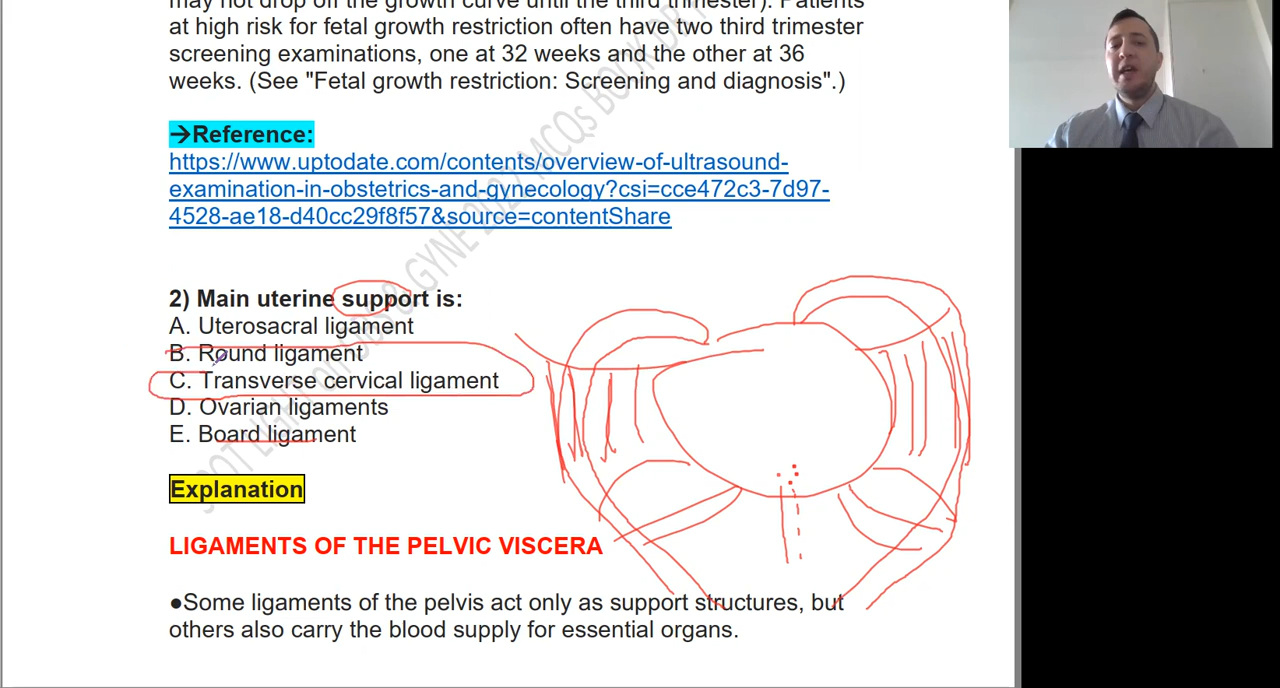 may not drop off the growth curve until the third trimester). Patients
at high risk for fetal growth restriction often have two third trimester
screening examinations, one at 32 weeks and the other at 36
weeks. (See "Fetal growth restriction: Screening and diagnosis".)
→Reference:
https://www.uptodate.com/contents/overview-of-ultrasound-
examination-in-obstetrics-and-gynecology?csi=cce472c3-7d97-
4528-ae18-d40cc29f8f57&source=contentShare
2) Main uterine support is:
A. Uterosacral ligament
B. Round ligament
C. Transverse cervical ligament
D. Ovarian ligaments
E. Board ligament
Explanation
LIGAMENTS OF THE PELVIC VISCERA
●Some ligaments of the pelvis act only as support structures, but
others also carry the blood supply for essential organs.